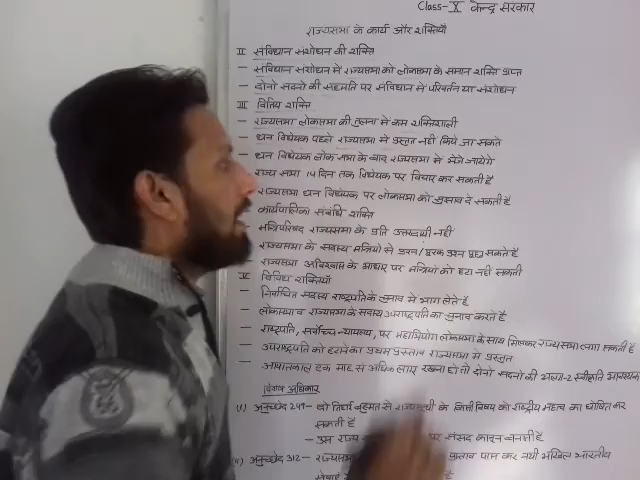 Class-X केन्द्र सरकार
राज्यसभा के कार्य और शक्तियाँ
II संविधान संशोधन की शक्ति
– संविधान संशोधन में राज्यसभा को लोकसभा के समान शक्ति प्राप्त
– दोनो सदनो की सहमति पर संविधान में परिवर्तन या संशोधन
III वित्तिय शक्ति
– राज्यसभा लोकसभा की तुलना में कम शक्तिशाली
– धन विधेयक पहले राज्यसभा में प्रस्तुत नहीं किये जा सकते
– धन विधेयक लोक सभा के बाद राज्यसभा में भेजे जायेंगे
राज्य सभा 14 दिन तक विधेयक पर विचार कर सकती है
राज्यसभा धन विधेयक पर लोकसभा को सुझाव दे सकती है
कार्यपालिका संबंधि शक्ति
मंत्रिपरिषद राज्यसभा के प्रति उत्तरदायी नहीं
राज्यसभा के सदस्य मंत्रियो से प्रश्न/पूरक प्रश्न पूछ सकते है
राज्यसभा अविश्वास के आधार पर मंत्रियो को हटा नहीं सकती
विविध शक्तियाँ
– निर्वाचित सदस्य राष्ट्रपति के चुनाव में भाग लेते है
– लोकसभा व राज्यसभा के सदस्य उपराष्ट्रपति का चुनाव करते है
– राष्ट्रपति, सर्वोच्च न्यायालय, पर महाभियोग लोकसभा के साथ मिलकर राज्यसभा लगा सकती है
– उपराष्ट्रपति को हटाने का प्रथम प्रस्ताव राज्यसभा में प्रस्तुत
– आपातकाल एक माह से अधिक लागू रखना हो तो दोनो सदनो की अलग-2 स्वीकृति आवश्यक
विशेष अधिकार
(i) अनुच्छेद 249 – दो तिहाई बहुमत से राज्यसूची के किसी विषय को राष्ट्रीय महत्व का घोषित कर
सकती है
– उस राज्य पर संसद कानून बनाती है
(ii) अनुच्छेद 312 – राज्यसभा प्रस्ताव पास कर नयी अखिल भारतीय
है